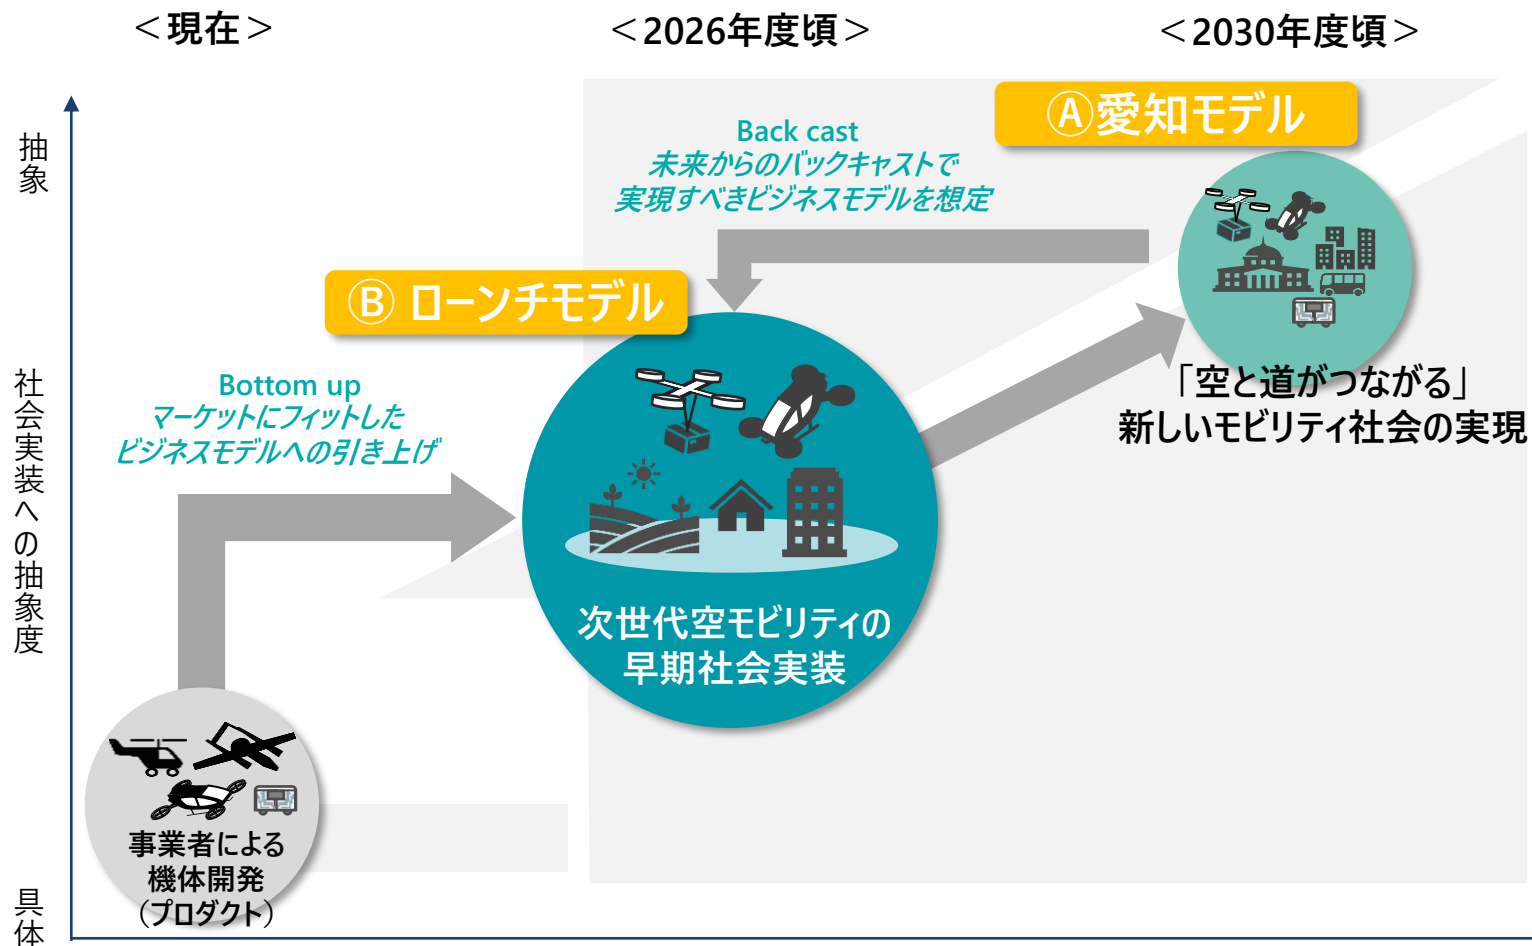 ＜現在＞
＜2026年度頃＞
＜2030年度頃＞
Ⓐ愛知モデル
抽象
Back cast
未来からのバックキャストで
実現すべきビジネスモデルを想定
Ⓑ ローンチモデル
社会実装への抽象度
Bottom up
マーケットにフィットした
ビジネスモデルへの引き上げ
「空と道がつながる」
新しいモビリティ社会の実現
次世代空モビリティの
早期社会実装
事業者による
機体開発
（プロダクト）
具体